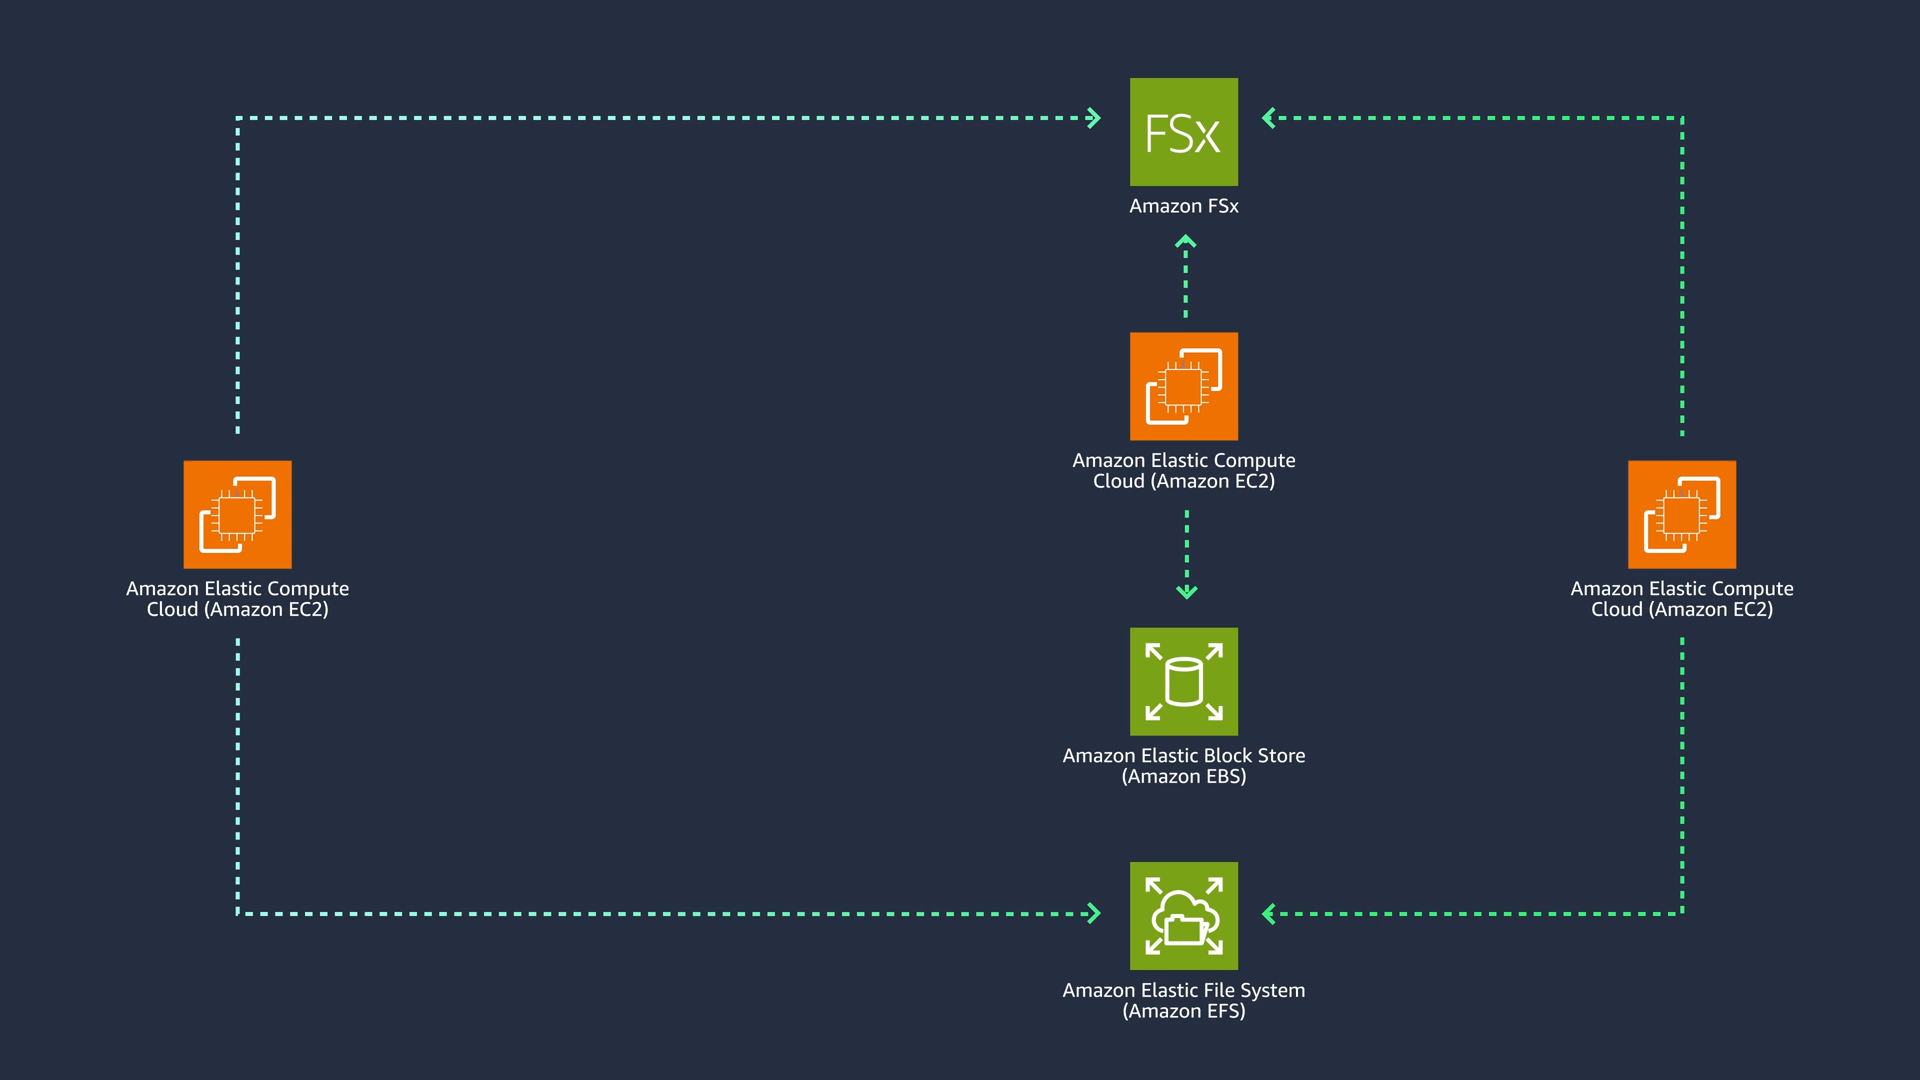 FSx
Amazon FSx
Amazon Elastic Compute
Cloud (Amazon EC2)
Amazon Elastic Compute
Cloud (Amazon EC2)
Amazon Elastic Compute
Cloud (Amazon EC2)
Amazon Elastic Block Store
(Amazon EBS)
Amazon Elastic File System
(Amazon EFS)